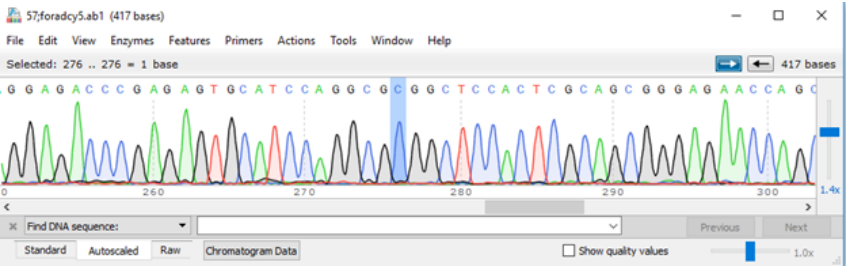 57;foradcy5.ab1 (417 bases)
File Edit View Enzymes Features Primers Actions Tools Window Help
Selected: 276 .. 276 = 1 base 417 bases
G G A G A C C C G A G A G T G C A T C C A G G C G C G G C T C C A C T C G C A G C G G G A G A A C C A G C
0 260 270 280 290 300 1.4x
Find DNA sequence: Previous Next
Standard Autoscaled Raw Chromatogram Data Show quality values 1.0x